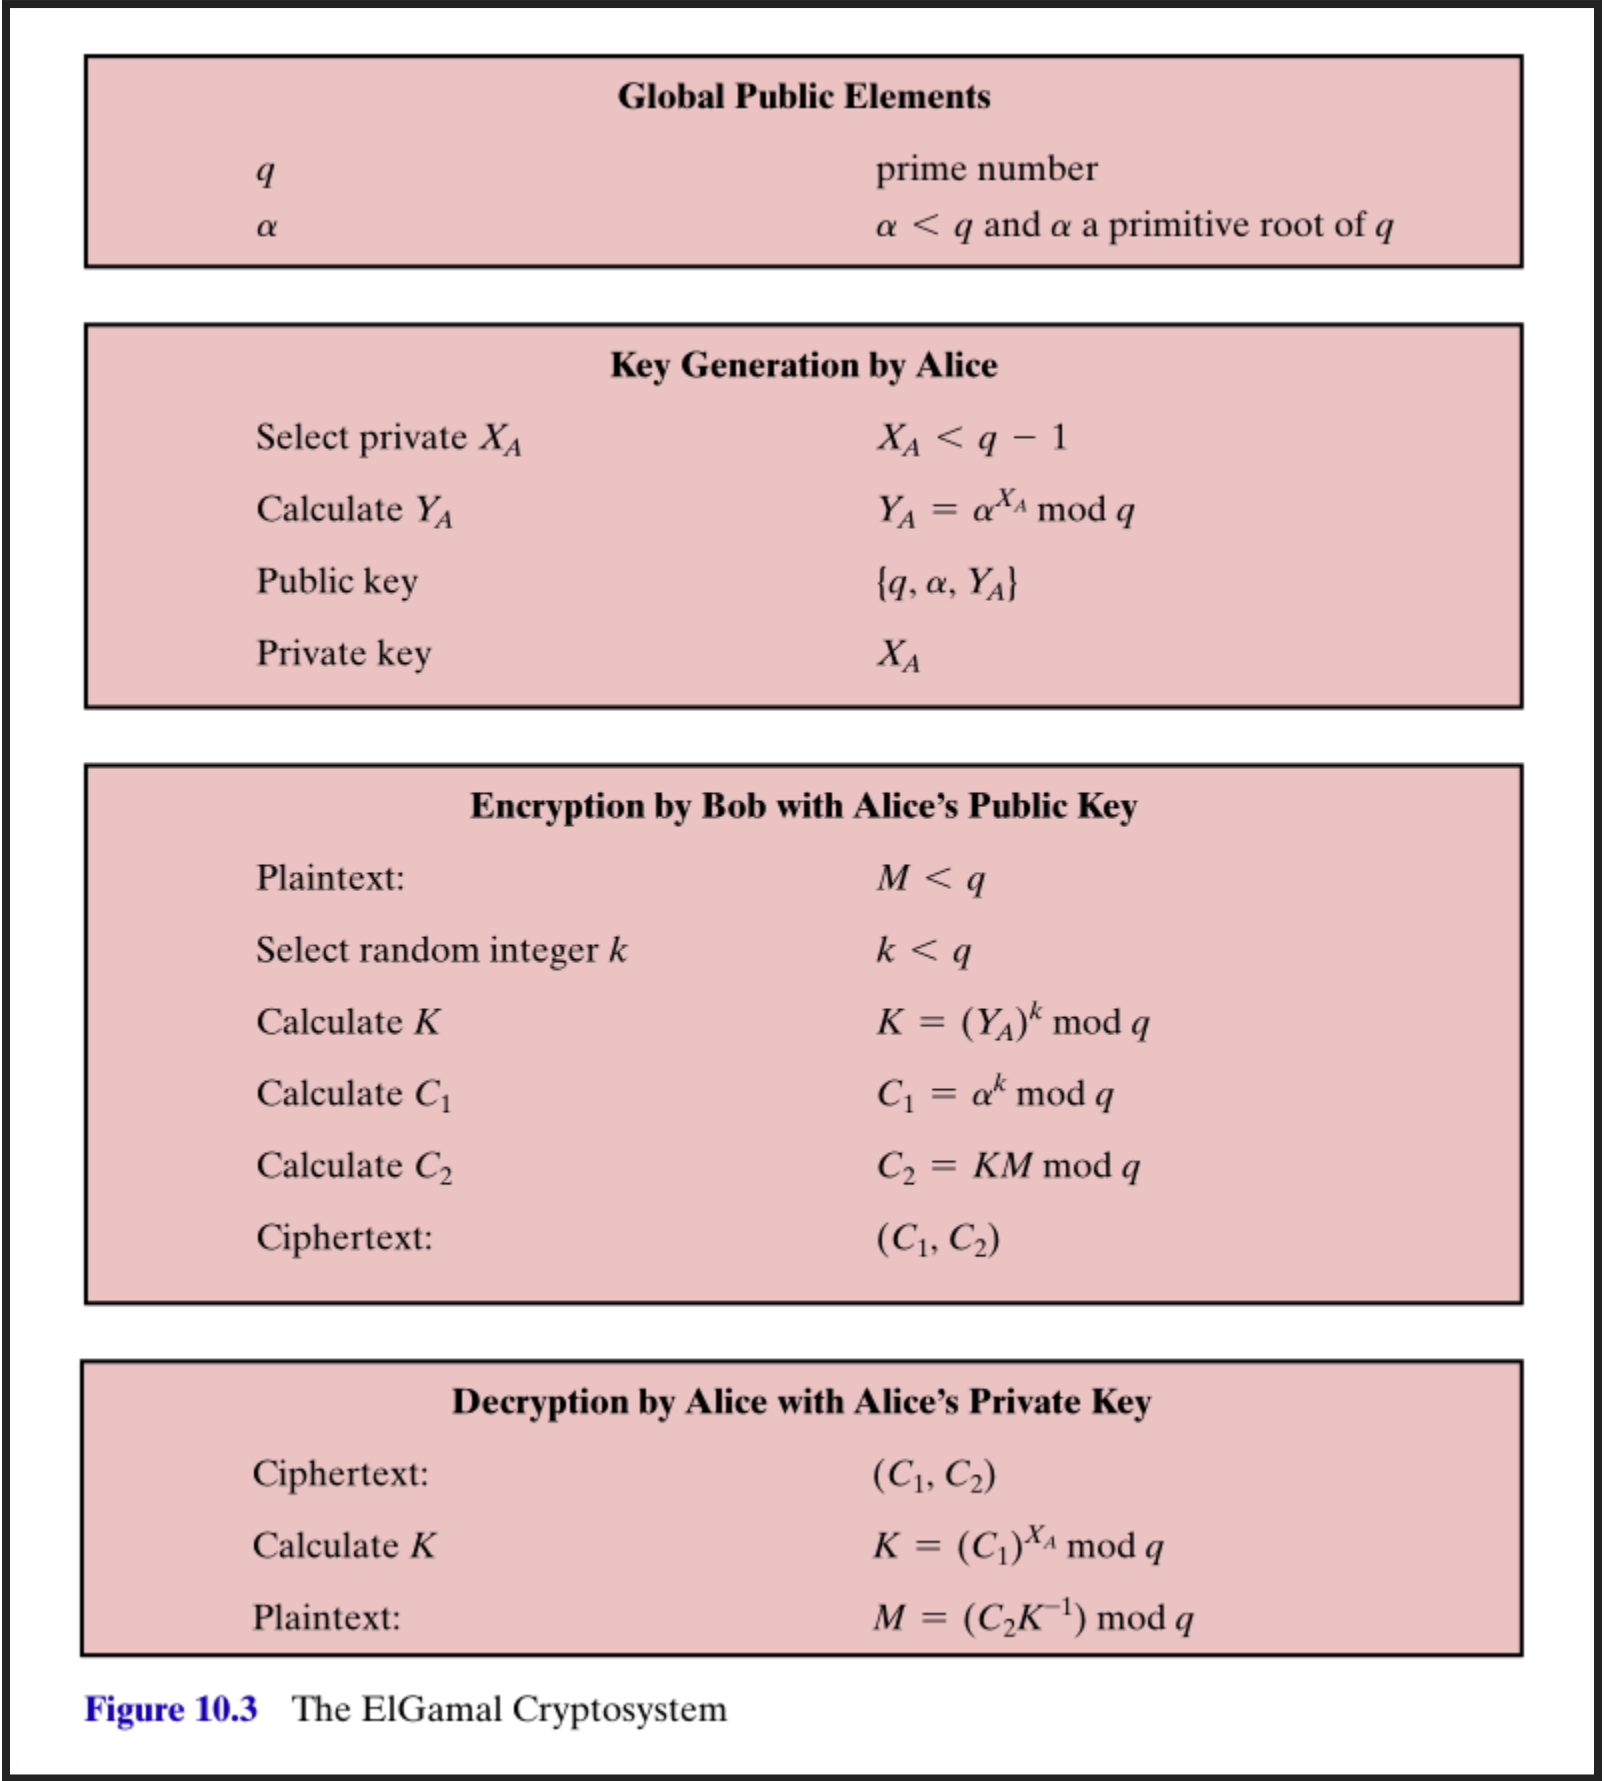 Global Public Elements
q prime number
α α < q and α a primitive root of q
Key Generation by Alice
Select private X_A X_A < q − 1
Calculate Y_A Y_A = α^{X_A} mod q
Public key {q, α, Y_A}
Private key X_A
Encryption by Bob with Alice’s Public Key
Plaintext: M < q
Select random integer k k < q
Calculate K K = (Y_A)^k mod q
Calculate C_1 C_1 = α^k mod q
Calculate C_2 C_2 = KM mod q
Ciphertext: (C_1, C_2)
Decryption by Alice with Alice’s Private Key
Ciphertext: (C_1, C_2)
Calculate K K = (C_1)^{X_A} mod q
Plaintext: M = (C_2K^{−1}) mod q
Figure 10.3 The ElGamal Cryptosystem